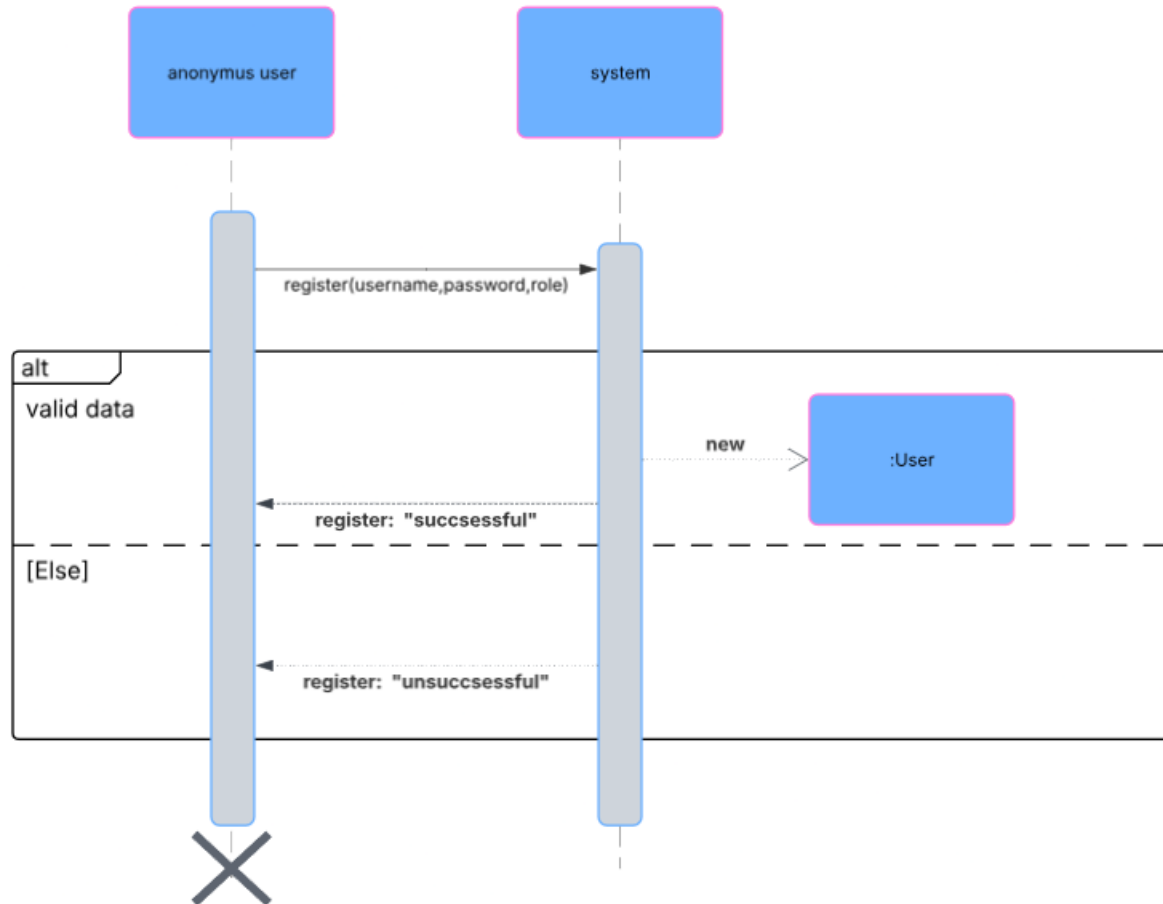 anonymus user
system
register(username,password,role)
alt
valid data
new
:User
register: "succsessful"
[Else]
register: "unsuccsessful"